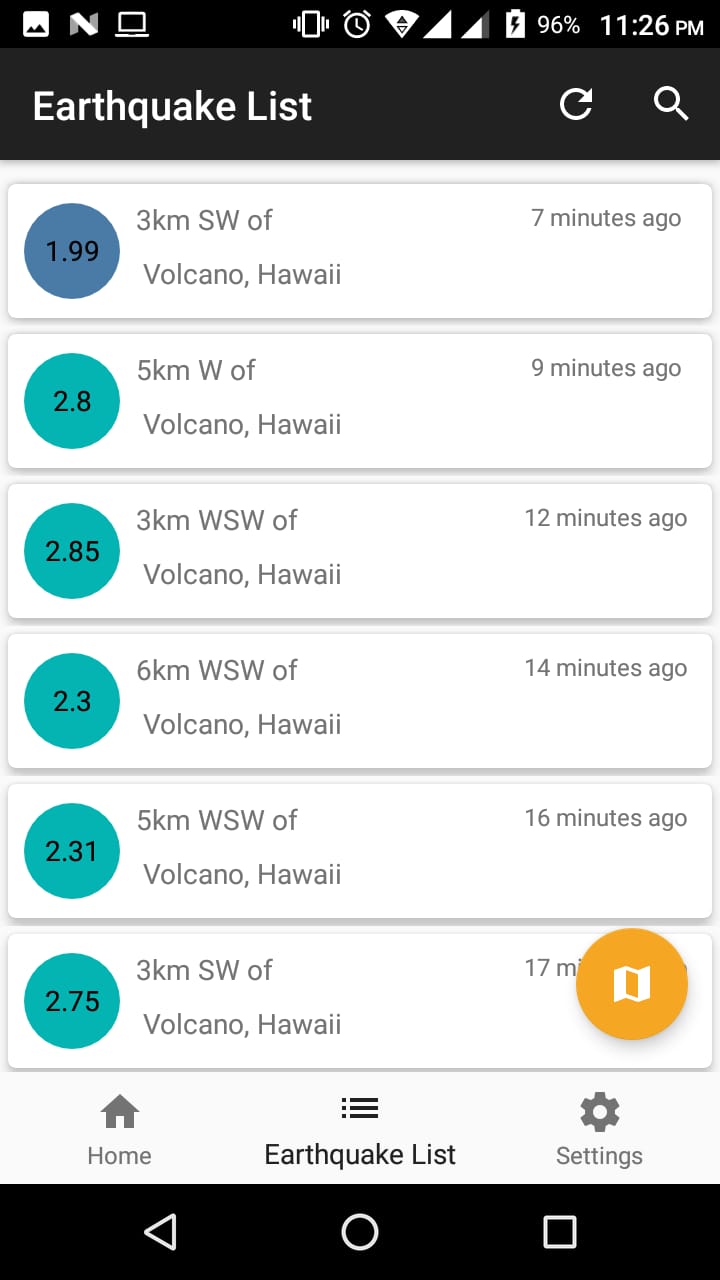 96% 11:26 PM
Earthquake List
1.99 3km SW of 7 minutes ago
Volcano, Hawaii
2.8 5km W of 9 minutes ago
Volcano, Hawaii
2.85 3km WSW of 12 minutes ago
Volcano, Hawaii
2.3 6km WSW of 14 minutes ago
Volcano, Hawaii
2.31 5km WSW of 16 minutes ago
Volcano, Hawaii
2.75 3km SW of 17
Volcano, Hawaii
Home Earthquake List Settings